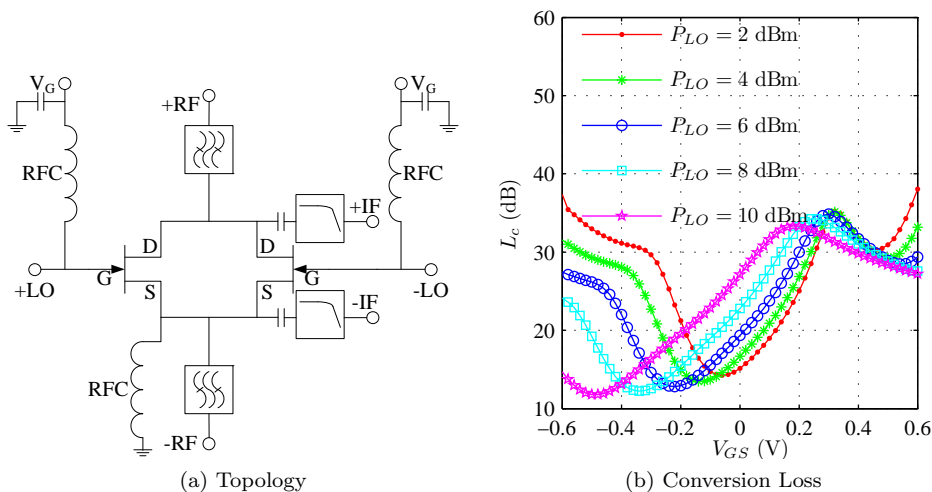 V_G
V_G
+RF
RFC
RFC
+IF
D
D
G
G
+LO
-LO
S
S
-IF
RFC
-RF
(a) Topology
60
50
40
30
20
10
L_c (dB)
P_LO = 2 dBm
P_LO = 4 dBm
P_LO = 6 dBm
P_LO = 8 dBm
P_LO = 10 dBm
−0.6
−0.4
−0.2
0
0.2
0.4
0.6
V_GS (V)
(b) Conversion Loss